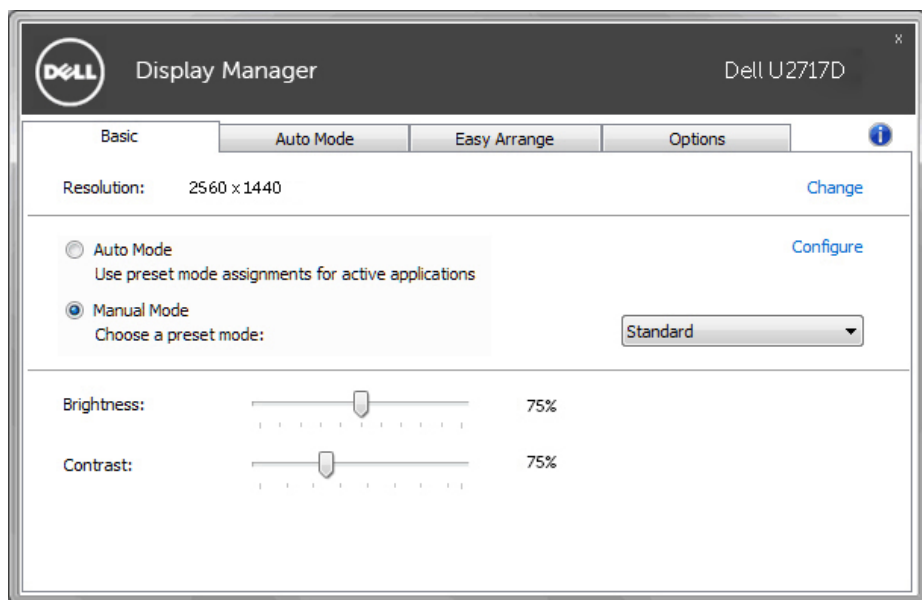 x
DELL Display Manager Dell U2717D
Basic Auto Mode Easy Arrange Options i
Resolution: 2560 x 1440 Change
Auto Mode Configure
Use preset mode assignments for active applications
Manual Mode
Choose a preset mode: Standard
Brightness: 75%
Contrast: 75%